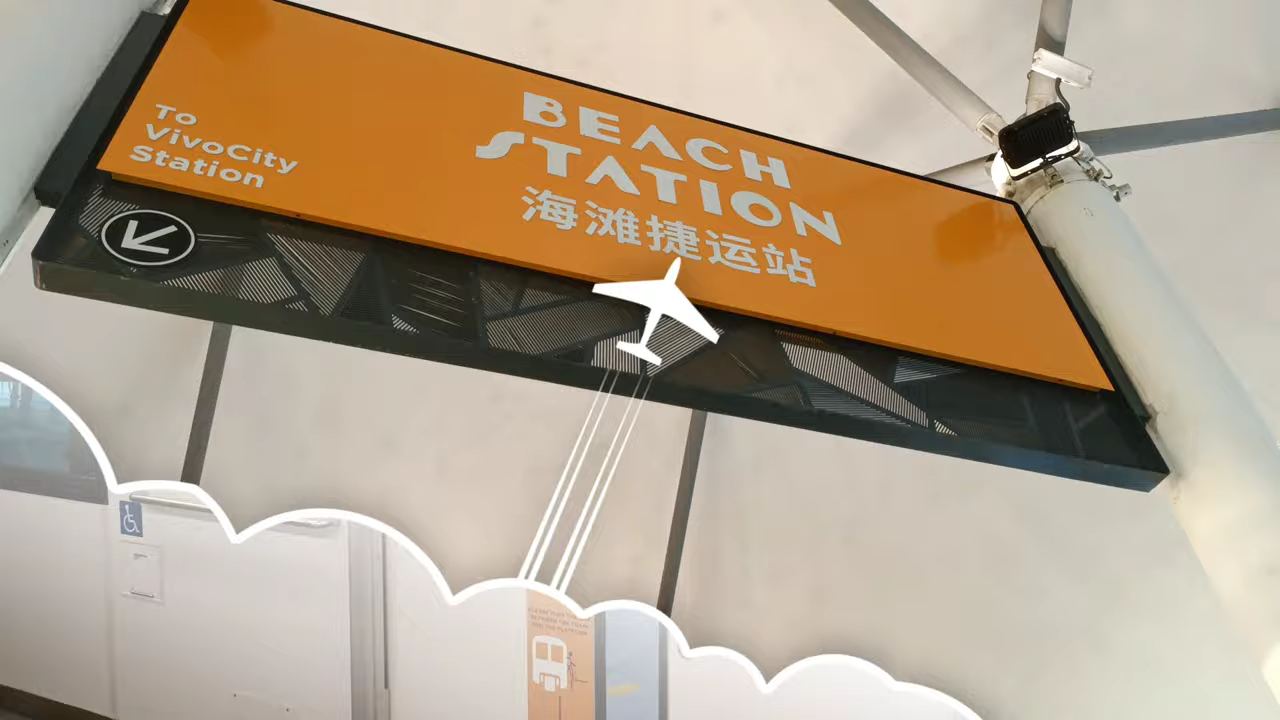 To
VivoCity
Station
BEACH
STATION
海滩捷运站